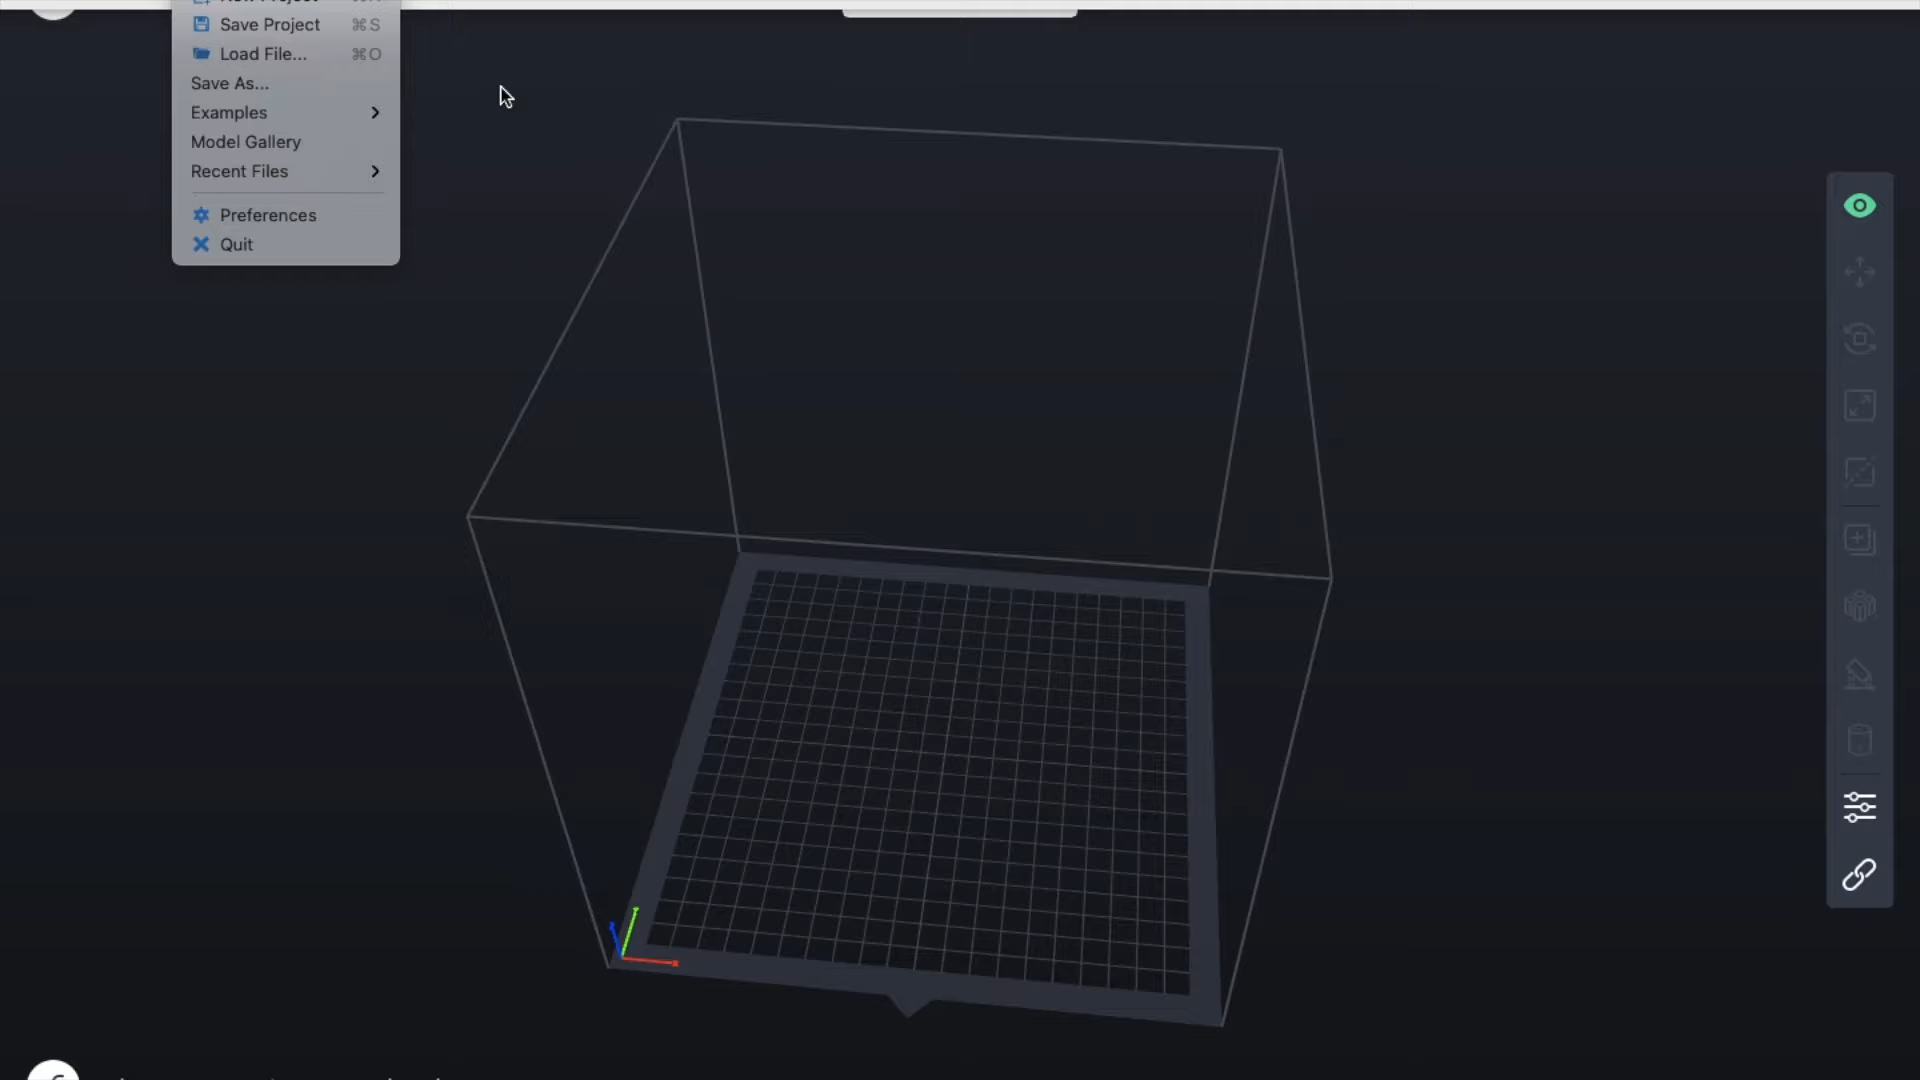 Save Project ⌘S
Load File... ⌘O
Save As...
Examples
Model Gallery
Recent Files
Preferences
Quit